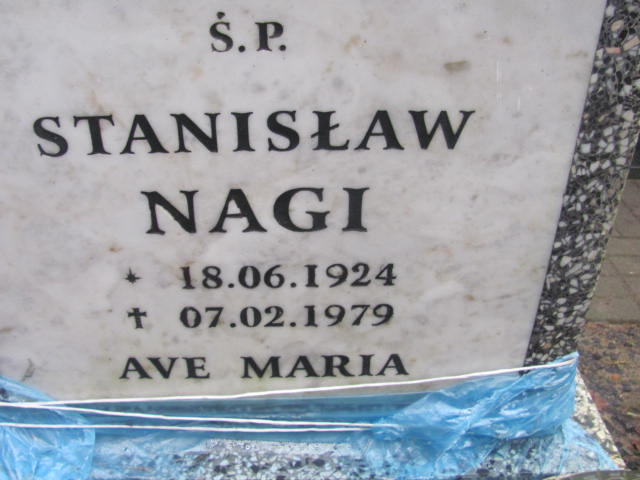 Ś.P.
STANISŁAW
NAGI
* 18.06.1924
✝ 07.02.1979
AVE MARIA